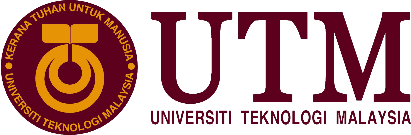 • KERANA TUHAN UNTUK MANUSIA •
UNIVERSITI TEKNOLOGI MALAYSIA
UTM
UNIVERSITI TEKNOLOGI MALAYSIA